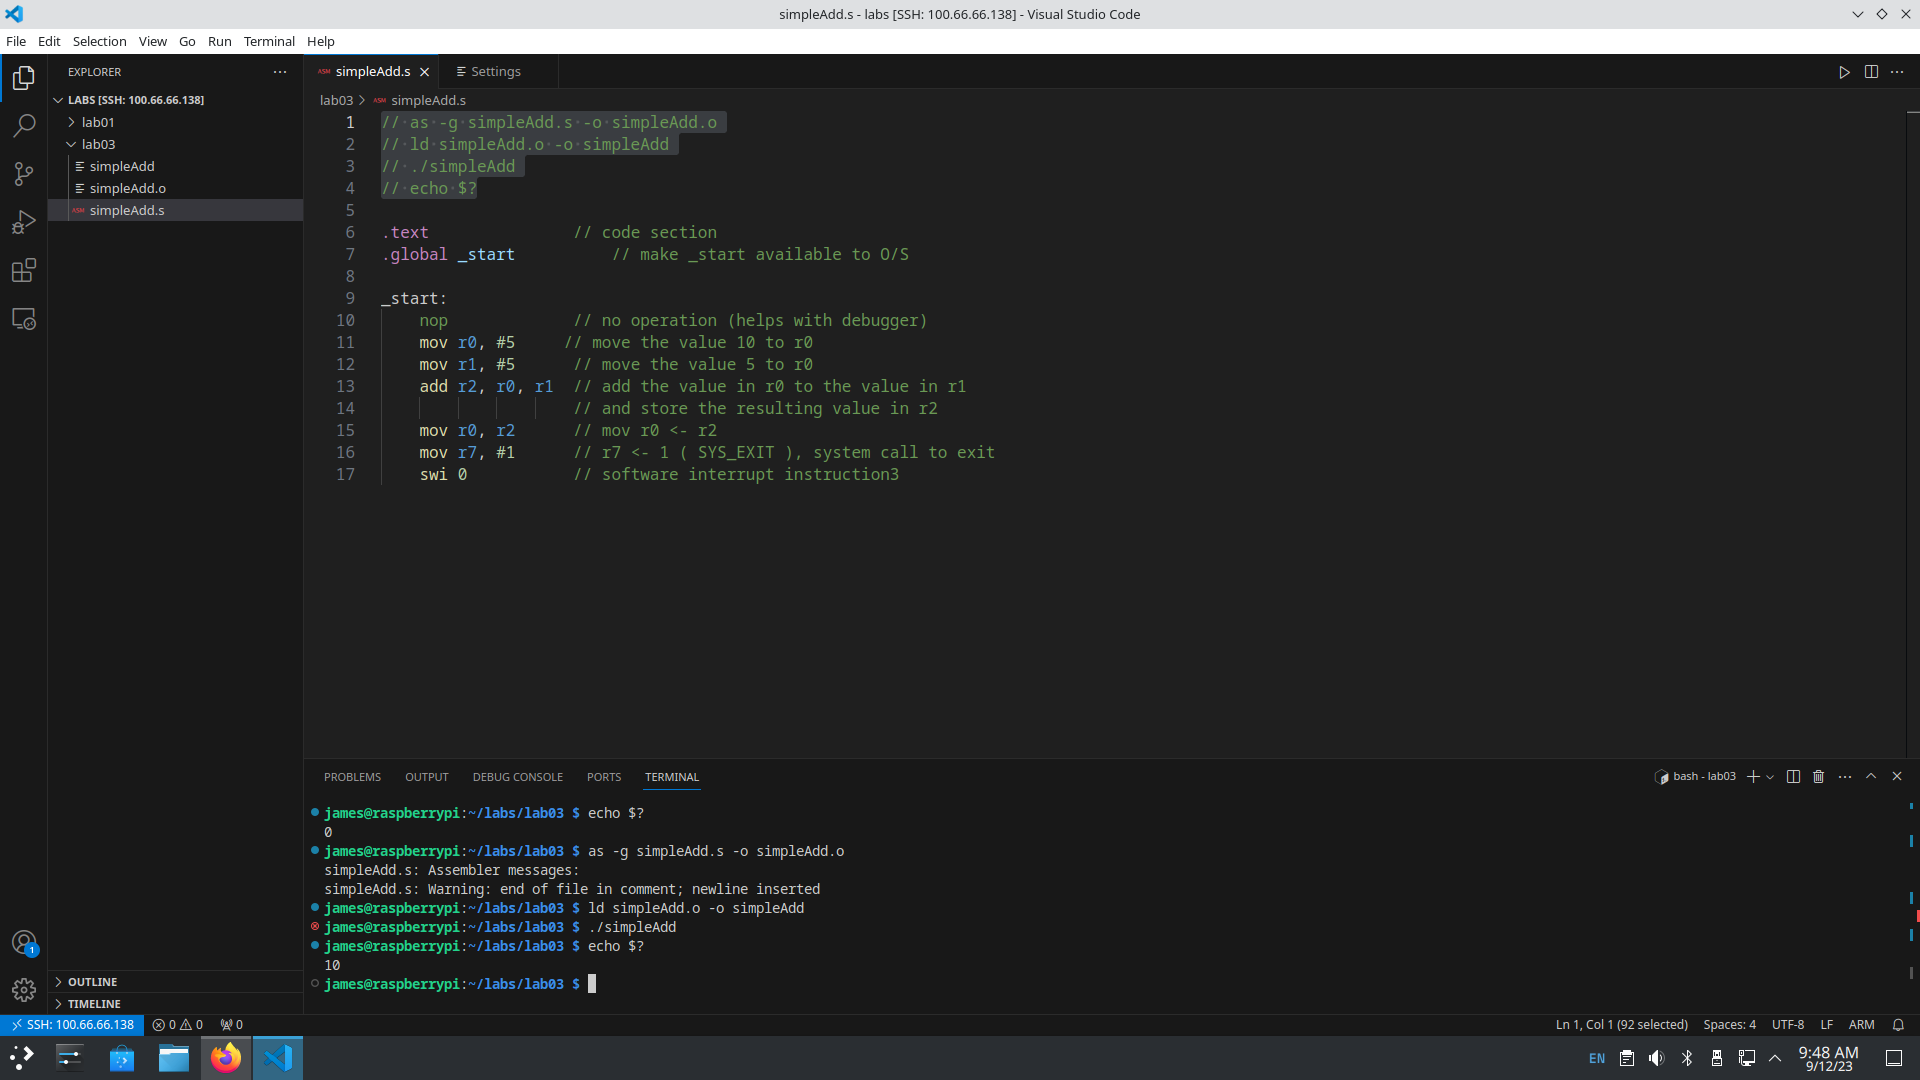 simpleAdd.s - labs [SSH: 100.66.66.138] - Visual Studio Code
File Edit Selection View Go Run Terminal Help
EXPLORER
LABS [SSH: 100.66.66.138]
lab01
lab03
simpleAdd
simpleAdd.o
ASM simpleAdd.s
OUTLINE
TIMELINE
ASM simpleAdd.s Settings
lab03 > ASM simpleAdd.s
1 // as -g simpleAdd.s -o simpleAdd.o
2 // ld simpleAdd.o -o simpleAdd
3 // ./simpleAdd
4 // echo $?
5
6 .text // code section
7 .global _start // make _start available to O/S
8
9 _start:
10 nop // no operation (helps with debugger)
11 mov r0, #5 // move the value 10 to r0
12 mov r1, #5 // move the value 5 to r0
13 add r2, r0, r1 // add the value in r0 to the value in r1
14 // and store the resulting value in r2
15 mov r0, r2 // mov r0 <- r2
16 mov r7, #1 // r7 <- 1 ( SYS_EXIT ), system call to exit
17 swi 0 // software interrupt instruction3
PROBLEMS OUTPUT DEBUG CONSOLE PORTS TERMINAL
bash - lab03
james@raspberrypi:~/labs/lab03 $ echo $?
0
james@raspberrypi:~/labs/lab03 $ as -g simpleAdd.s -o simpleAdd.o
simpleAdd.s: Assembler messages:
simpleAdd.s: Warning: end of file in comment; newline inserted
james@raspberrypi:~/labs/lab03 $ ld simpleAdd.o -o simpleAdd
james@raspberrypi:~/labs/lab03 $ ./simpleAdd
james@raspberrypi:~/labs/lab03 $ echo $?
10
james@raspberrypi:~/labs/lab03 $
1
SSH: 100.66.66.138 0 0 0
Ln 1, Col 1 (92 selected) Spaces: 4 UTF-8 LF ARM
EN
9:48 AM
9/12/23